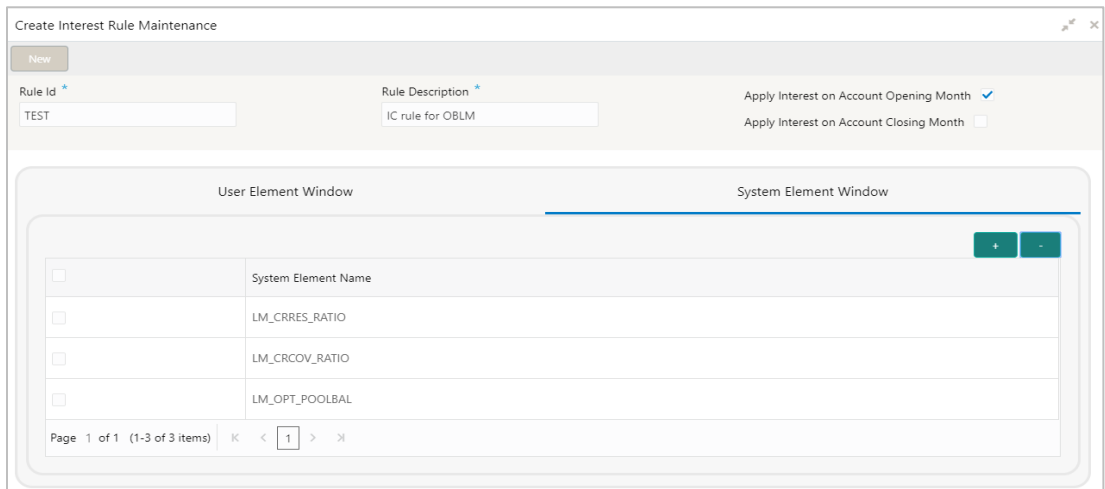 Create Interest Rule Maintenance
New
Rule Id *
Rule Description *
Apply Interest on Account Opening Month
TEST
IC rule for OBLM
Apply Interest on Account Closing Month
User Element Window
System Element Window
+ -
System Element Name
LM_CRRES_RATIO
LM_CRCOV_RATIO
LM_OPT_POOLBAL
Page 1 of 1 (1-3 of 3 items) K < 1 > >|